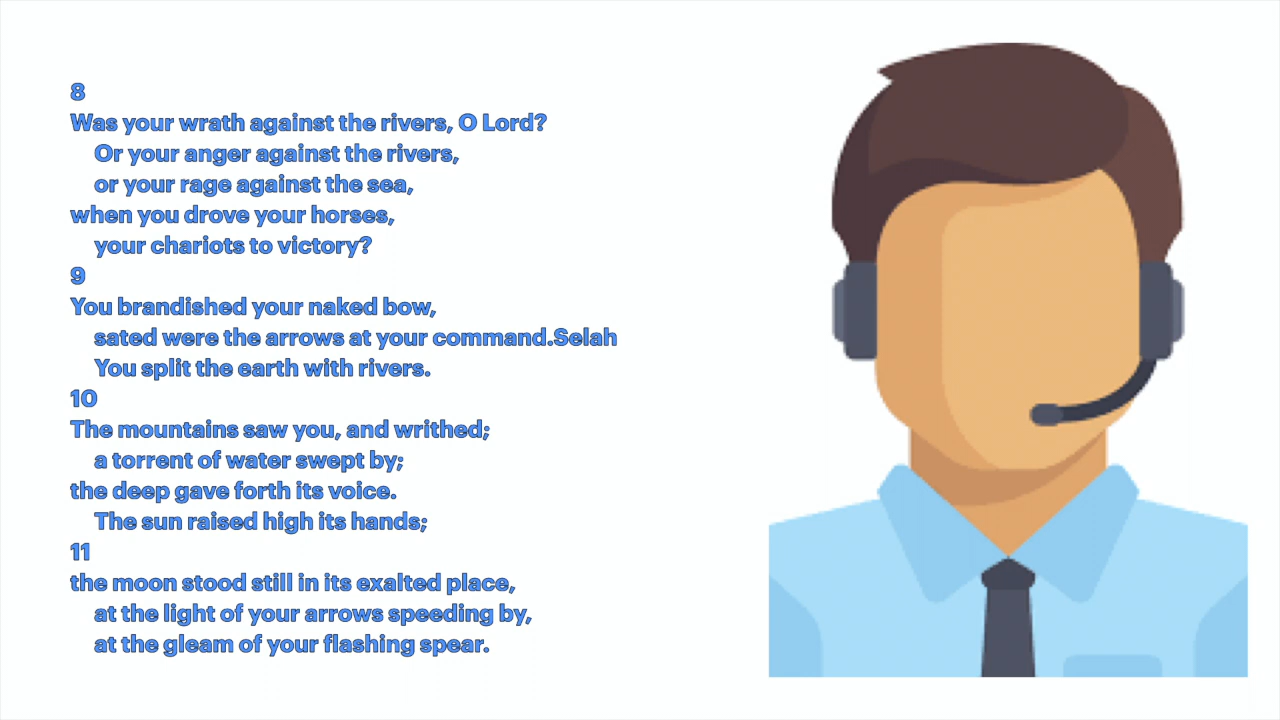 8
Was your wrath against the rivers, O Lord?
Or your anger against the rivers,
or your rage against the sea,
when you drove your horses,
your chariots to victory?
9
You brandished your naked bow,
sated were the arrows at your command.Selah
You split the earth with rivers.
10
The mountains saw you, and writhed;
a torrent of water swept by;
the deep gave forth its voice.
The sun raised high its hands;
11
the moon stood still in its exalted place,
at the light of your arrows speeding by,
at the gleam of your flashing spear.